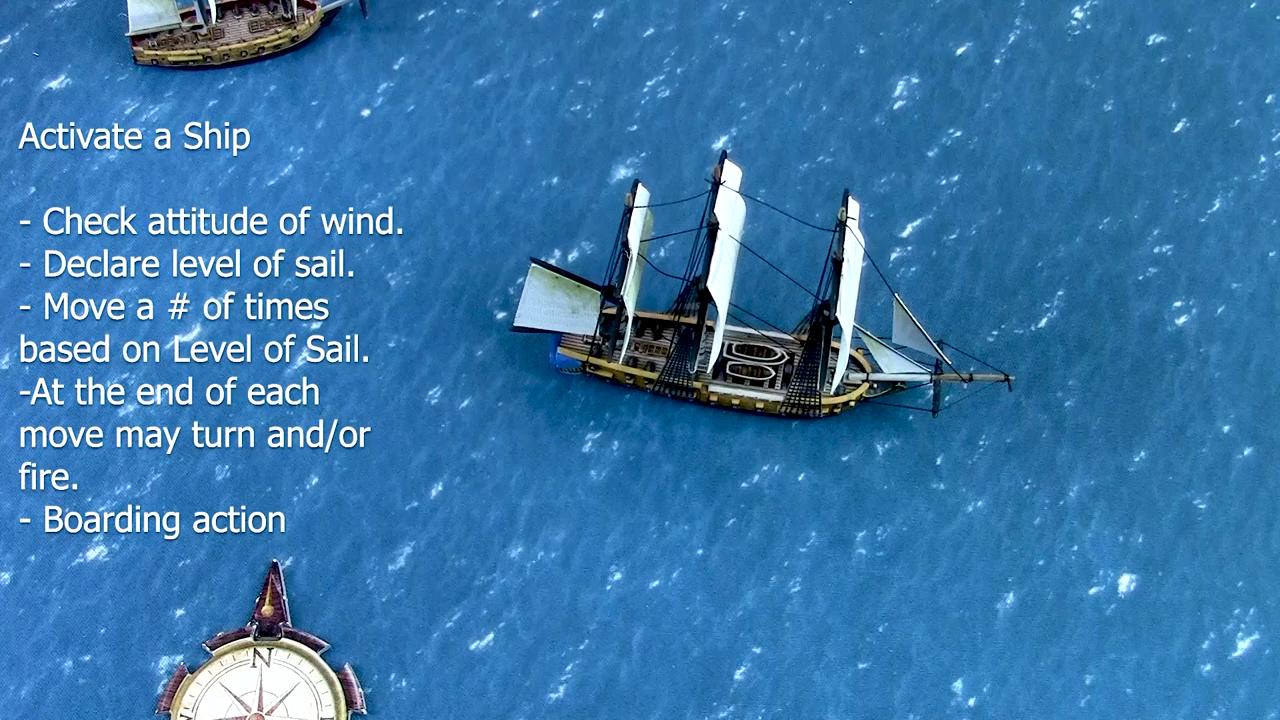 Activate a Ship
- Check attitude of wind.
- Declare level of sail.
- Move a # of times
based on Level of Sail.
-At the end of each
move may turn and/or
fire.
- Boarding action
N